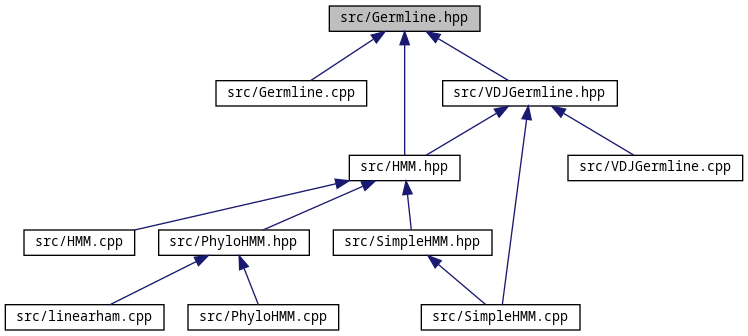 src/Germline.hpp
src/Germline.cpp
src/VDJGermline.hpp
src/HMM.hpp
src/VDJGermline.cpp
src/HMM.cpp
src/PhyloHMM.hpp
src/SimpleHMM.hpp
src/linearham.cpp
src/PhyloHMM.cpp
src/SimpleHMM.cpp